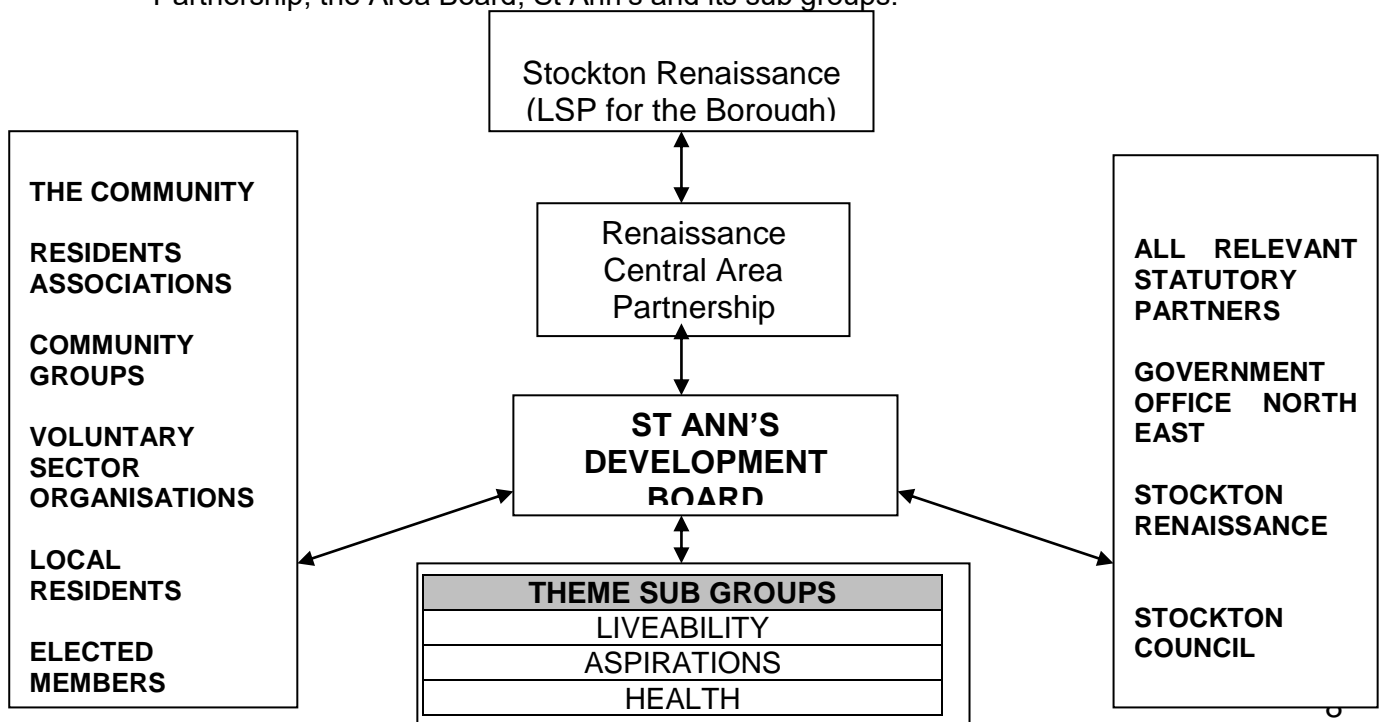 Partnership, the Area Board, St Ann's and its sub groups.
Stockton Renaissance
(LSP for the Borough)
THE COMMUNITY
RESIDENTS
ASSOCIATIONS
COMMUNITY
GROUPS
VOLUNTARY
SECTOR
ORGANISATIONS
LOCAL
RESIDENTS
ELECTED
MEMBERS
Renaissance
Central Area
Partnership
ST ANN'S
DEVELOPMENT
BOARD
THEME SUB GROUPS
LIVEABILITY
ASPIRATIONS
HEALTH
ALL RELEVANT
STATUTORY
PARTNERS
GOVERNMENT
OFFICE NORTH
EAST
STOCKTON
RENAISSANCE
STOCKTON
COUNCIL